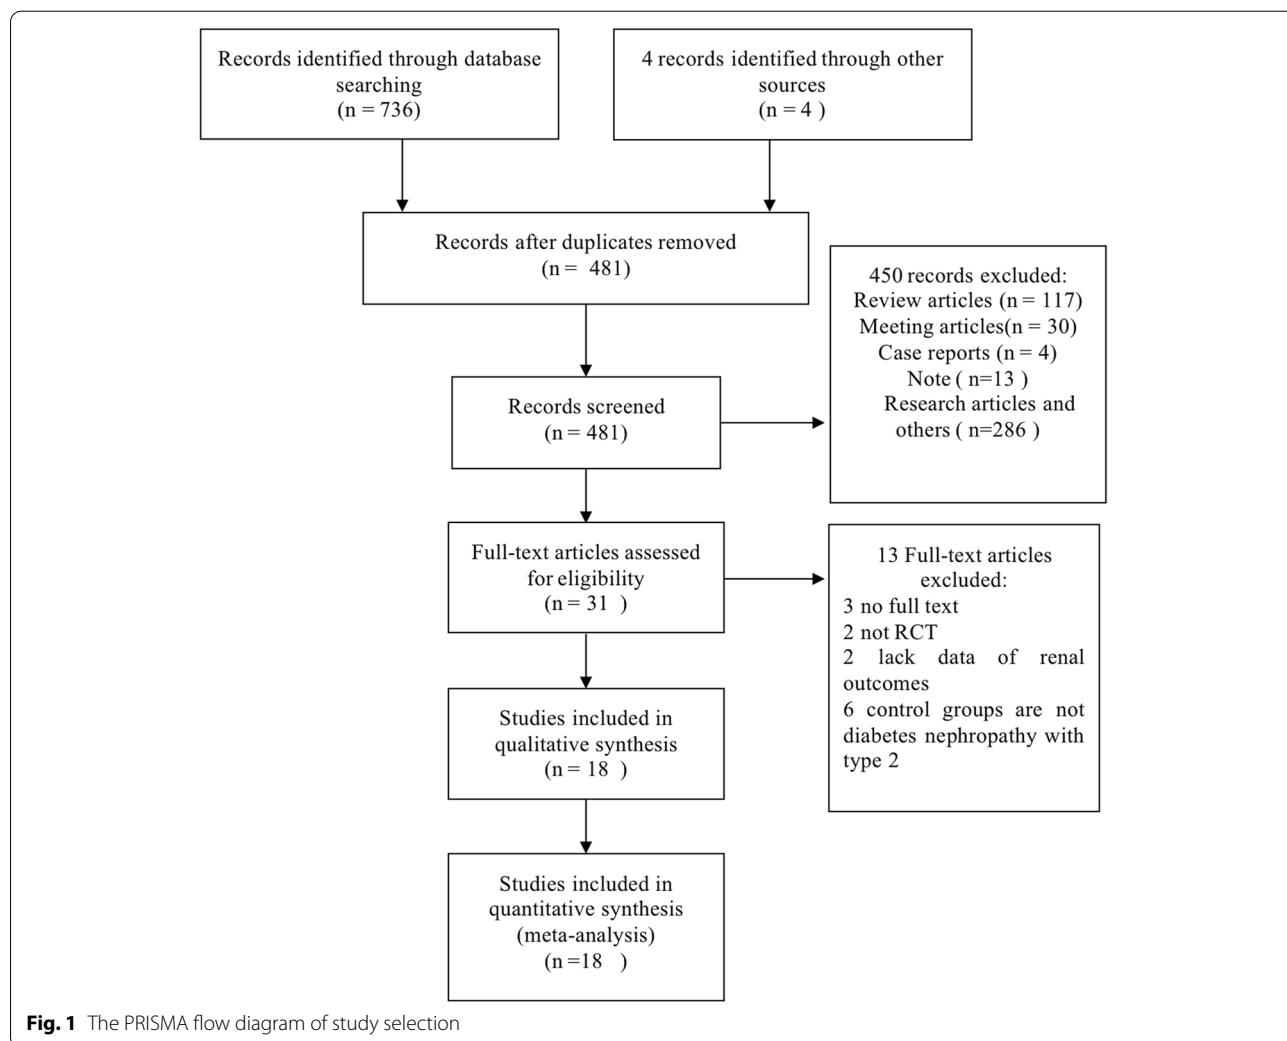 Records identified through database
searching
(n = 736)
4 records identified through other
sources
(n = 4 )
Records after duplicates removed
(n = 481)
450 records excluded:
Review articles (n = 117)
Meeting articles(n = 30)
Case reports (n = 4)
Note ( n=13 )
Research articles and
others ( n=286 )
Records screened
(n = 481)
Full-text articles assessed
for eligibility
(n = 31 )
13 Full-text articles
excluded:
3 no full text
2 not RCT
2 lack data of renal
outcomes
6 control groups are not
diabetes nephropathy with
type 2
Studies included in
qualitative synthesis
(n = 18 )
Studies included in
quantitative synthesis
(meta-analysis)
(n =18 )
Fig. 1 The PRISMA flow diagram of study selection